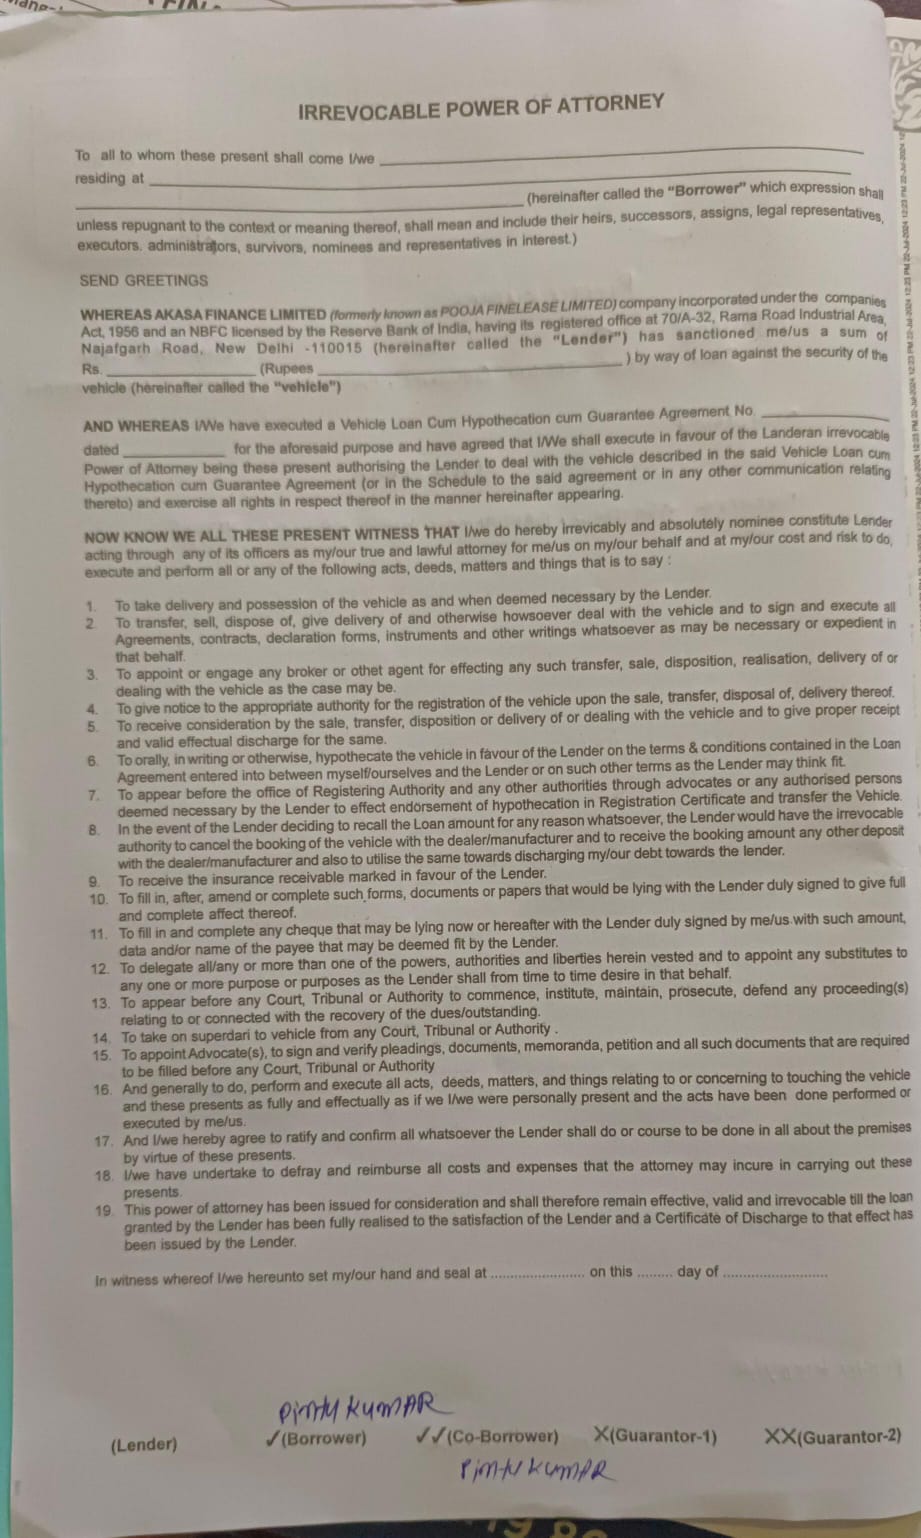 IRREVOCABLE POWER OF ATTORNEY
To all to whom these present shall come I/we
residing at
(hereinafter called the "Borrower" which expression shall
unless repugnant to the context or meaning thereof, shall mean and include their heirs, successors, assigns, legal representatives,
executors. administrators, survivors, nominees and representatives in interest.)
SEND GREETINGS
WHEREAS AKASA FINANCE LIMITED (formerly known as POOJA FINELEASE LIMITED) company incorporated under the companies
Act, 1956 and an NBFC licensed by the Reserve Bank of India, having its registered office at 70/A-32, Rama Road Industrial Area,
Najafgarh Road, New Delhi -110015 (hereinafter called the "Lender") has sanctioned me/us a sum of
Rs. (Rupees ) by way of loan against the security of the
vehicle (hereinafter called the "vehicle")
AND WHEREAS I/We have executed a Vehicle Loan Cum Hypothecation cum Guarantee Agreement No.
dated for the aforesaid purpose and have agreed that I/We shall execute in favour of the Landeran irrevocable
Power of Attorney being these present authorising the Lender to deal with the vehicle described in the said Vehicle Loan cum
Hypothecation cum Guarantee Agreement (or in the Schedule to the said agreement or in any other communication relating
thereto) and exercise all rights in respect thereof in the manner hereinafter appearing.
NOW KNOW WE ALL THESE PRESENT WITNESS THAT I/we do hereby irrevicably and absolutely nominee constitute Lender
acting through any of its officers as my/our true and lawful attorney for me/us on my/our behalf and at my/our cost and risk to do,
execute and perform all or any of the following acts, deeds, matters and things that is to say :
1. To take delivery and possession of the vehicle as and when deemed necessary by the Lender.
2. To transfer, sell, dispose of, give delivery of and otherwise howsoever deal with the vehicle and to sign and execute all
Agreements, contracts, declaration forms, instruments and other writings whatsoever as may be necessary or expedient in
that behalf.
3. To appoint or engage any broker or othet agent for effecting any such transfer, sale, disposition, realisation, delivery of or
dealing with the vehicle as the case may be.
4. To give notice to the appropriate authority for the registration of the vehicle upon the sale, transfer, disposal of, delivery thereof.
5. To receive consideration by the sale, transfer, disposition or delivery of or dealing with the vehicle and to give proper receipt
and valid effectual discharge for the same.
6. To orally, in writing or otherwise, hypothecate the vehicle in favour of the Lender on the terms & conditions contained in the Loan
Agreement entered into between myself/ourselves and the Lender or on such other terms as the Lender may think fit.
7. To appear before the office of Registering Authority and any other authorities through advocates or any authorised persons
deemed necessary by the Lender to effect endorsement of hypothecation in Registration Certificate and transfer the Vehicle.
8. In the event of the Lender deciding to recall the Loan amount for any reason whatsoever, the Lender would have the irrevocable
authority to cancel the booking of the vehicle with the dealer/manufacturer and to receive the booking amount any other deposit
with the dealer/manufacturer and also to utilise the same towards discharging my/our debt towards the lender.
9. To receive the insurance receivable marked in favour of the Lender.
10. To fill in, after, amend or complete such forms, documents or papers that would be lying with the Lender duly signed to give full
and complete affect thereof.
11. To fill in and complete any cheque that may be lying now or hereafter with the Lender duly signed by me/us with such amount,
data and/or name of the payee that may be deemed fit by the Lender.
12. To delegate all/any or more than one of the powers, authorities and liberties herein vested and to appoint any substitutes to
any one or more purpose or purposes as the Lender shall from time to time desire in that behalf.
13. To appear before any Court, Tribunal or Authority to commence, institute, maintain, prosecute, defend any proceeding(s)
relating to or connected with the recovery of the dues/outstanding.
14. To take on superdari to vehicle from any Court, Tribunal or Authority .
15. To appoint Advocate(s), to sign and verify pleadings, documents, memoranda, petition and all such documents that are required
to be filled before any Court, Tribunal or Authority
16. And generally to do, perform and execute all acts, deeds, matters, and things relating to or concerning to touching the vehicle
and these presents as fully and effectually as if we I/we were personally present and the acts have been done performed or
executed by me/us.
17. And I/we hereby agree to ratify and confirm all whatsoever the Lender shall do or course to be done in all about the premises
by virtue of these presents.
18. I/we have undertake to defray and reimburse all costs and expenses that the attorney may incure in carrying out these
presents.
19. This power of attorney has been issued for consideration and shall therefore remain effective, valid and irrevocable till the loan
granted by the Lender has been fully realised to the satisfaction of the Lender and a Certificate of Discharge to that effect has
been issued by the Lender.
In witness whereof I/we hereunto set my/our hand and seal at ........................ on this ......... day of ...........................
Pintu KUMAR
(Lender) ✓(Borrower) ✓✓(Co-Borrower) X(Guarantor-1) XX(Guarantor-2)
Pintu KUMAR